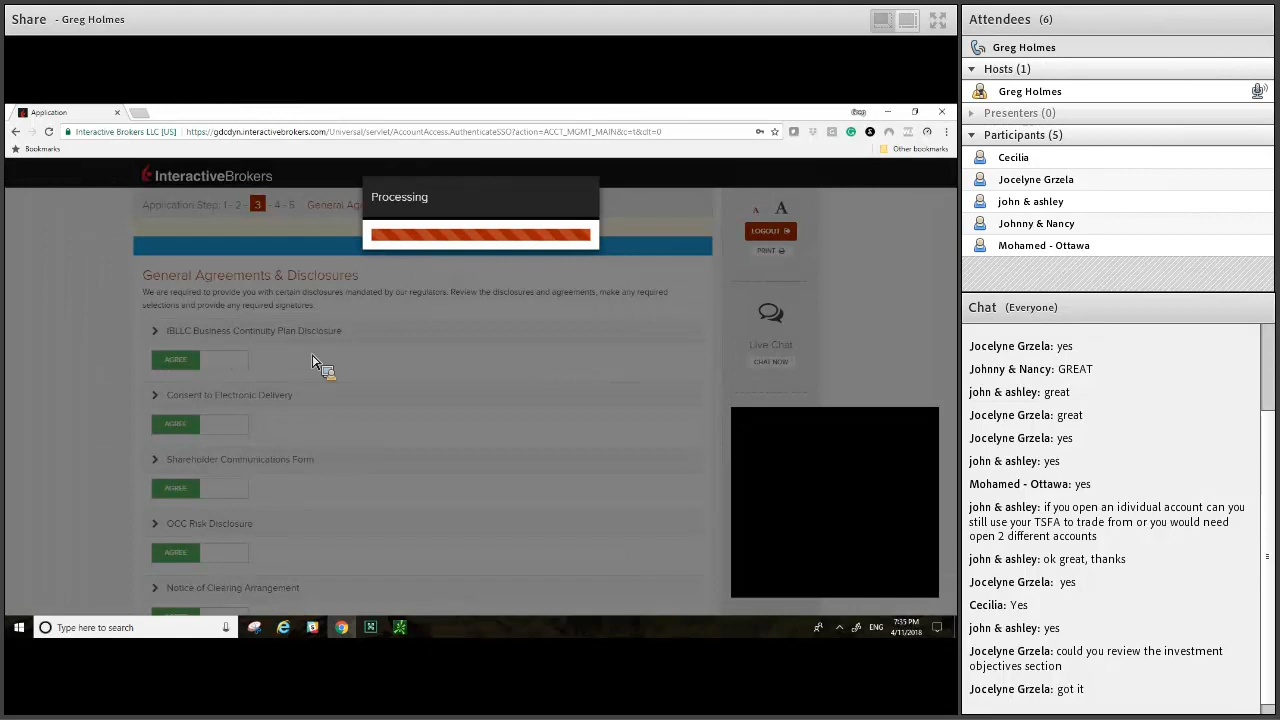 Share - Greg Holmes
Application
Greg
Interactive Brokers LLC [US]
https://gdcdyn.interactivebrokers.com/Universal/servlet/AccountAccess.AuthenticateSSO?action=ACCT_MGMT_MAIN&c=t&clt=0
Bookmarks
Other bookmarks
InteractiveBrokers
Processing
Application Step: 1 - 2 - 3 - 4 - 5 General Ag
A A
LOGOUT
PRINT
General Agreements & Disclosures
We are required to provide you with certain disclosures mandated by our regulators. Review the disclosures and agreements, make any required
selections and provide any required signatures.
IBLLC Business Continuity Plan Disclosure
AGREE
Live Chat
CHAT NOW
Consent to Electronic Delivery
AGREE
Shareholder Communications Form
AGREE
OCC Risk Disclosure
AGREE
Notice of Clearing Arrangement
Type here to search
ENG
7:35 PM
4/11/2018
Attendees (6)
Greg Holmes
Hosts (1)
Greg Holmes
Presenters (0)
Participants (5)
Cecilia
Jocelyne Grzela
john & ashley
Johnny & Nancy
Mohamed - Ottawa
Chat (Everyone)
Jocelyne Grzela: yes
Johnny & Nancy: GREAT
john & ashley: great
Jocelyne Grzela: great
Jocelyne Grzela: yes
john & ashley: yes
Mohamed - Ottawa: yes
john & ashley: if you open an idividual account can you
still use your TSFA to trade from or you would need
open 2 different accounts
john & ashley: ok great, thanks
Jocelyne Grzela: yes
Cecilia: Yes
john & ashley: yes
Jocelyne Grzela: could you review the investment
objectives section
Jocelyne Grzela: got it